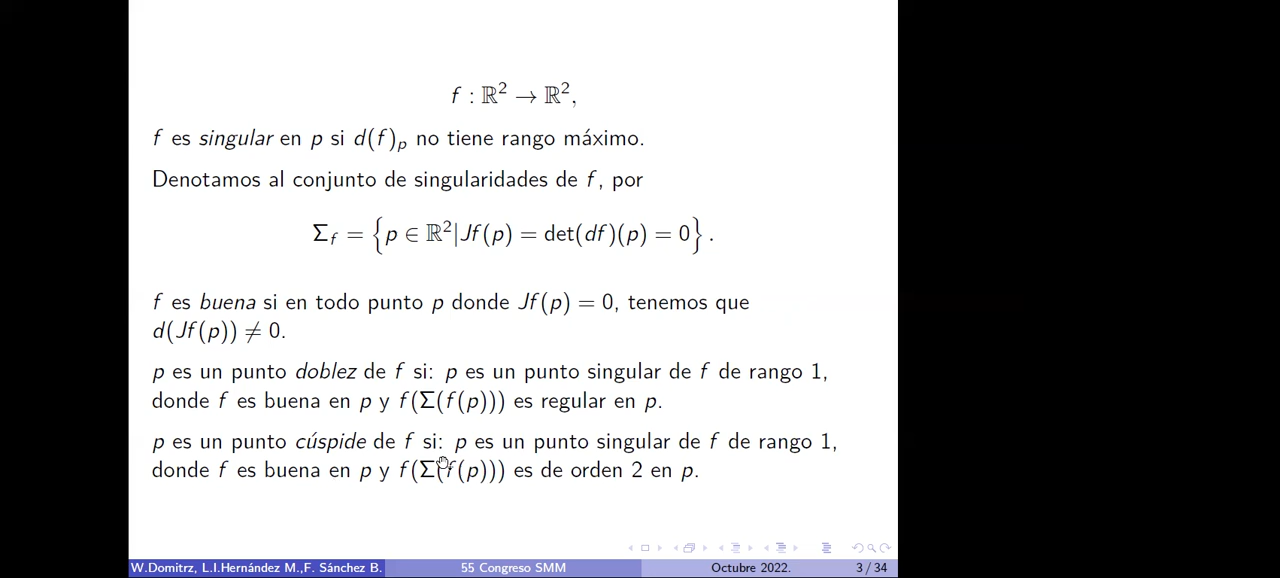 f : ℝ² → ℝ²,
f es singular en p si d(f)ₚ no tiene rango máximo.
Denotamos al conjunto de singularidades de f, por
Σ_f = {p ∈ ℝ²|Jf(p) = det(df)(p) = 0}.
f es buena si en todo punto p donde Jf(p) = 0, tenemos que
d(Jf(p)) ≠ 0.
p es un punto doblez de f si: p es un punto singular de f de rango 1,
donde f es buena en p y f(Σ(f(p))) es regular en p.
p es un punto cúspide de f si: p es un punto singular de f de rango 1,
donde f es buena en p y f(Σ(f(p))) es de orden 2 en p.
W.Domitrz, L.I.Hernández M.,F. Sánchez B. 55 Congreso SMM Octubre 2022. 3 / 34